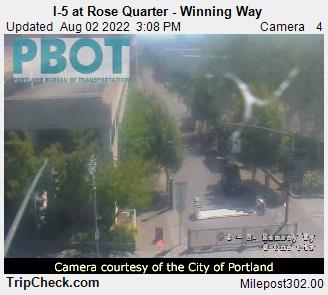 I-5 at Rose Quarter - Winning Way
Updated Aug 02 2022 3:08 PM Camera 4
PBOT
PORTLAND BUREAU OF TRANSPORTATION
Camera courtesy of the City of Portland
TripCheck.com Milepost302.00